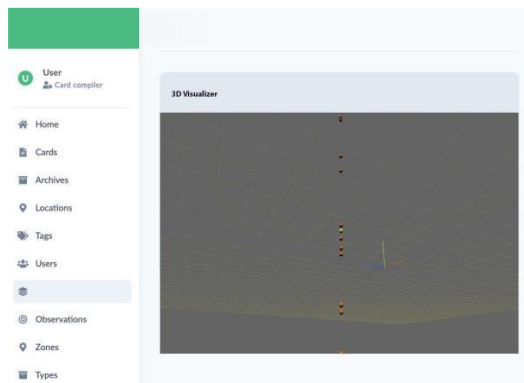 U
User
Card compiler
Home
Cards
Archives
Locations
Tags
Users
Observations
Zones
Types
3D Visualizer